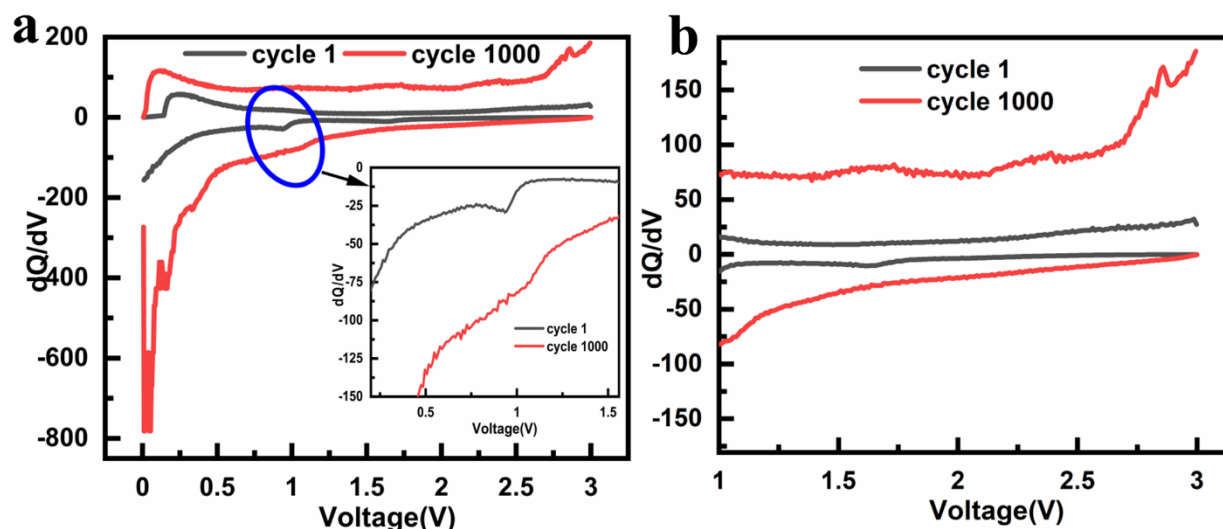 a
cycle 1 cycle 1000
200
0
-200
-400
-600
-800
dQ/dV
0 0.5 1 1.5 2 2.5 3
Voltage(V)
0
-25
-50
-75
-100
-125
-150
dQ/dV
cycle 1
cycle 1000
0.5 1 1.5
Voltage(V)
b
cycle 1
cycle 1000
150
100
50
0
-50
-100
-150
dQ/dV
1 1.5 2 2.5 3
Voltage(V)